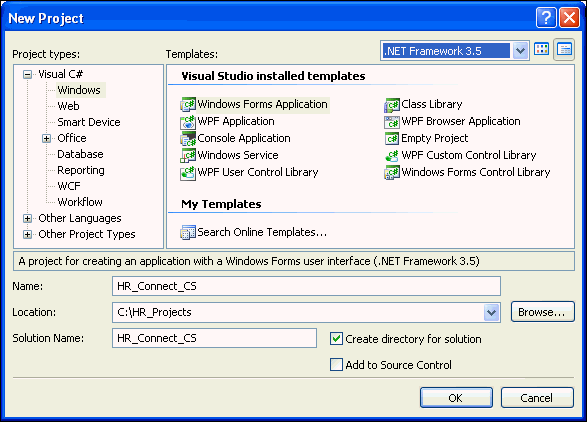 New Project
Project types:
Templates:
.NET Framework 3.5
Visual C#
Windows
Web
Smart Device
Office
Database
Reporting
WCF
Workflow
Other Languages
Other Project Types
Visual Studio installed templates
Windows Forms Application
Class Library
WPF Application
WPF Browser Application
Console Application
Empty Project
Windows Service
WPF Custom Control Library
WPF User Control Library
Windows Forms Control Library
My Templates
Search Online Templates...
A project for creating an application with a Windows Forms user interface (.NET Framework 3.5)
Name:
HR_Connect_CS
Location:
C:\HR_Projects
Browse...
Solution Name:
HR_Connect_CS
Create directory for solution
Add to Source Control
OK
Cancel